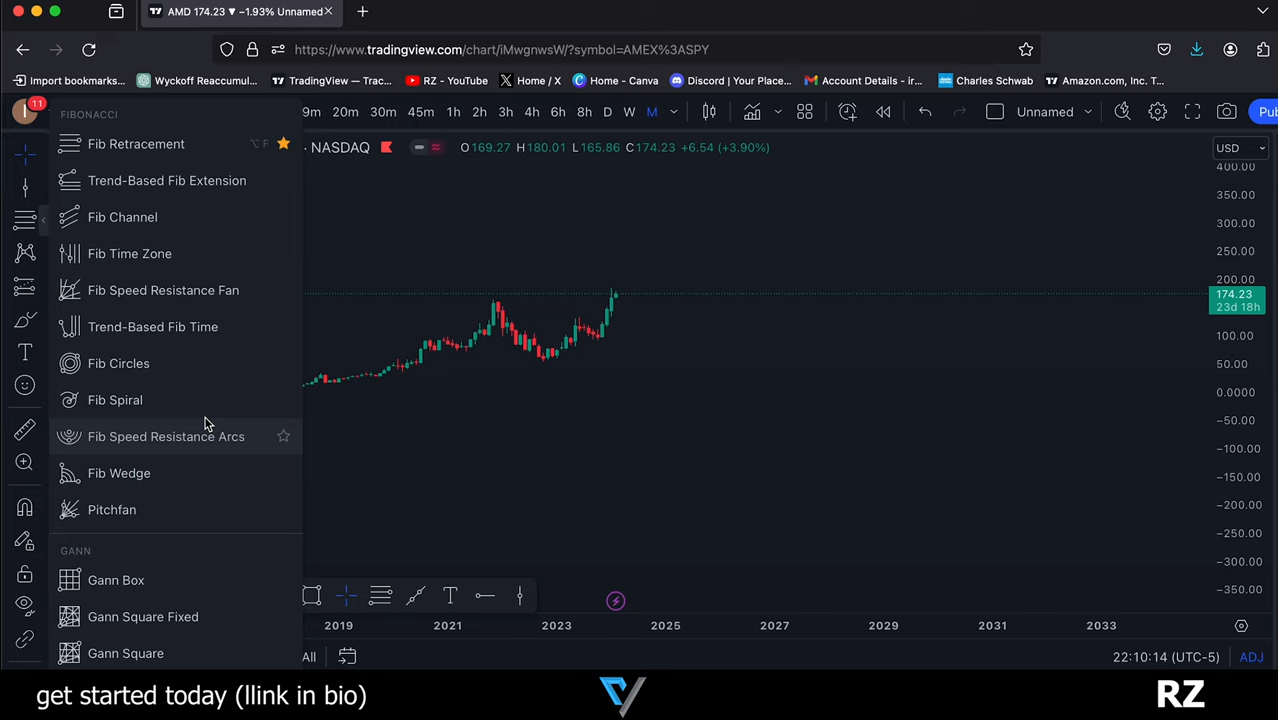 AMD 174.23 ▼ −1.93% Unnamed
https://www.tradingview.com/chart/iMwgnwsW/?symbol=AMEX%3ASPY
Import bookmarks... Wyckoff Reaccumul... TradingView — Trac... RZ - YouTube Home / X Home - Canva Discord | Your Place... Account Details - ir... Charles Schwab Amazon.com, Inc. T...
11
9m 20m 30m 45m 1h 2h 3h 4h 6h 8h D W M Unnamed Pu
FIBONACCI
Fib Retracement ⌥ F
· NASDAQ O169.27 H180.01 L165.86 C174.23 +6.54 (+3.90%) USD
400.00
Trend-Based Fib Extension
350.00
Fib Channel
300.00
Fib Time Zone
250.00
200.00
Fib Speed Resistance Fan
174.23
23d 18h
Trend-Based Fib Time
100.00
Fib Circles
50.00
0.0000
Fib Spiral
−50.00
Fib Speed Resistance Arcs
−100.00
−150.00
Fib Wedge
−200.00
Pitchfan
−250.00
GANN
−300.00
Gann Box
−350.00
Gann Square Fixed
2019 2021 2023 2025 2027 2029 2031 2033
Gann Square
All 22:10:14 (UTC-5) ADJ
get started today (llink in bio) RZ